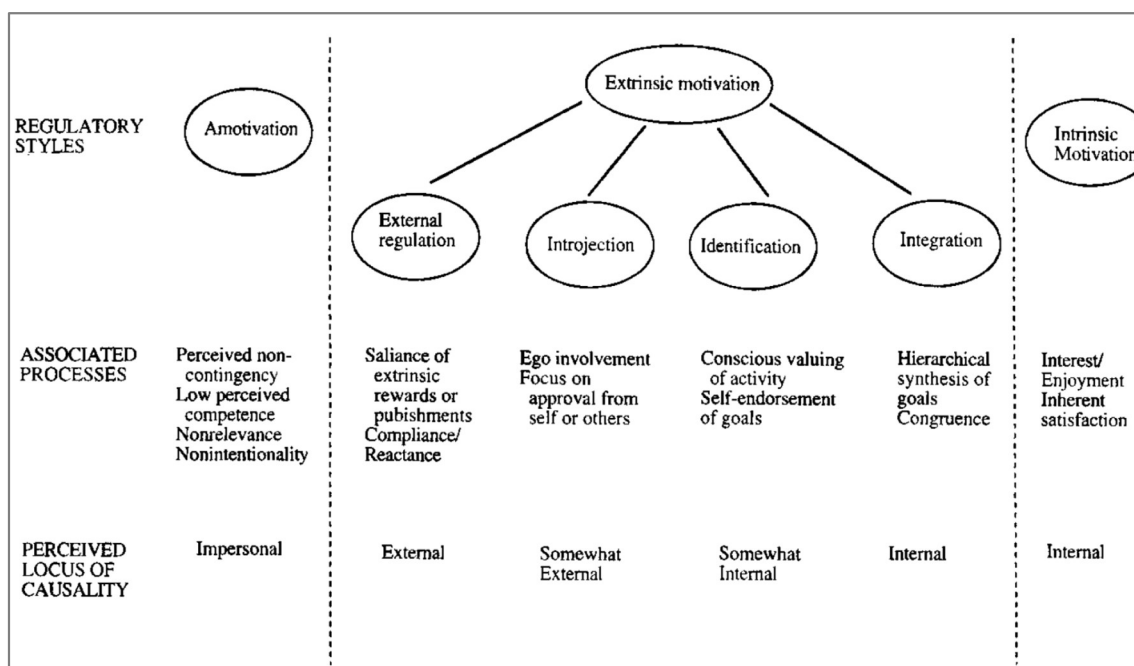 Extrinsic motivation
REGULATORY
STYLES
Amotivation
Intrinsic
Motivation
External
regulation
Introjection
Identification
Integration
ASSOCIATED
PROCESSES
Perceived non-
contingency
Low perceived
competence
Nonrelevance
Nonintentionality
Saliance of
extrinsic
rewards or
pubishments
Compliance/
Reactance
Ego involvement
Focus on
approval from
self or others
Conscious valuing
of activity
Self-endorsement
of goals
Hierarchical
synthesis of
goals
Congruence
Interest/
Enjoyment
Inherent
satisfaction
PERCEIVED
LOCUS OF
CAUSALITY
Impersonal
External
Somewhat
External
Somewhat
Internal
Internal
Internal